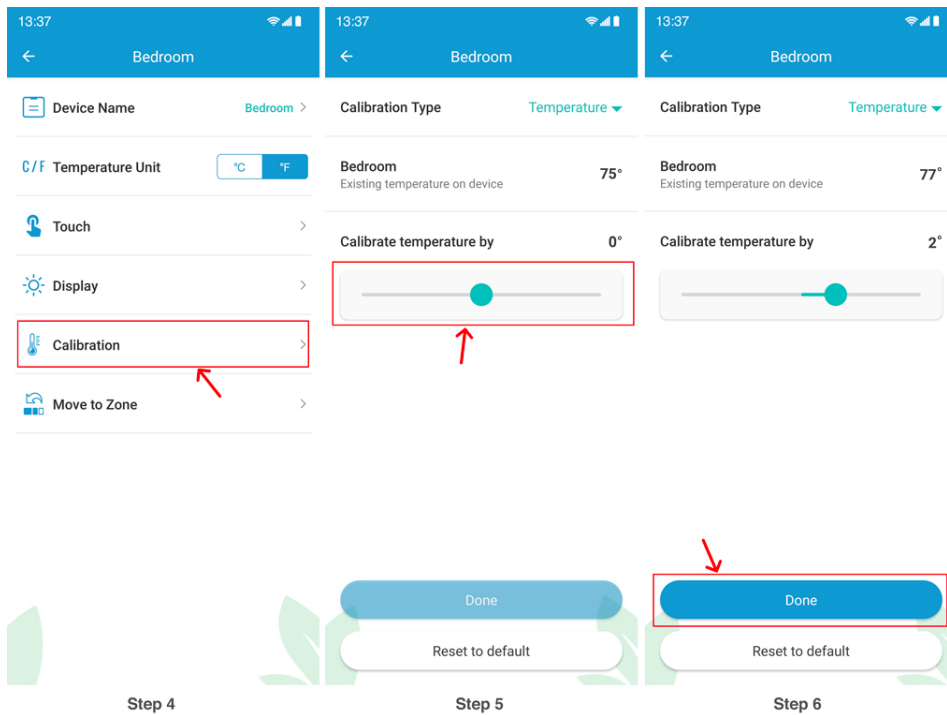 13:37
Bedroom
Device Name
Bedroom
C/F Temperature Unit
°C
°F
Touch
Display
Calibration
Move to Zone
Step 4
13:37
Bedroom
Calibration Type
Temperature
Bedroom
75°
Existing temperature on device
Calibrate temperature by
0°
Done
Reset to default
Step 5
13:37
Bedroom
Calibration Type
Temperature
Bedroom
77°
Existing temperature on device
Calibrate temperature by
2°
Done
Reset to default
Step 6